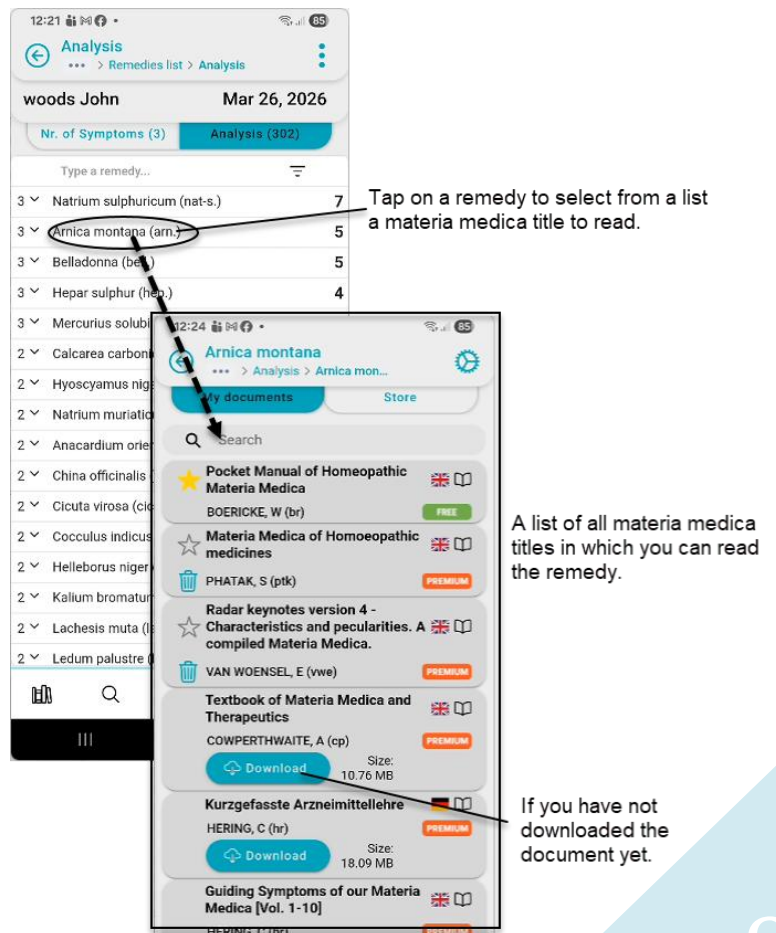 12:21
85
Analysis
••• > Remedies list > Analysis
woods John Mar 26, 2026
Nr. of Symptoms (3) Analysis (302)
Type a remedy...
3 Natrium sulphuricum (nat-s.) 7
3 Arnica montana (arn.) 5
3 Belladonna 5
3 Hepar sulphur (hep.) 4
3 Mercurius
2 Calcarea
2 Hyoscyamus
2 Natrium
2 Anacardium
2 China officinalis
2 Cicuta virosa
2 Cocculus indicus
2 Helleborus niger
2 Kalium
2 Lachesis muta
2 Ledum palustre
Tap on a remedy to select from a list
a materia medica title to read.
12:24
85
Arnica montana
••• > Analysis > Arnica mon...
My documents Store
Search
Pocket Manual of Homeopathic
Materia Medica
BOERICKE, W (br) FREE
Materia Medica of Homoeopathic
medicines
PHATAK, S (ptk) PREMIUM
Radar keynotes version 4 -
Characteristics and pecularities. A
compiled Materia Medica.
VAN WOENSEL, E (vwe) PREMIUM
Textbook of Materia Medica and
Therapeutics
COWPERTHWAITE, A (cp) PREMIUM
Download Size:
10.76 MB
Kurzgefasste Arzneimittellehre
HERING, C (hr) PREMIUM
Download Size:
18.09 MB
Guiding Symptoms of our Materia
Medica [Vol. 1-10]
A list of all materia medica
titles in which you can read
the remedy.
If you have not
downloaded the
document yet.